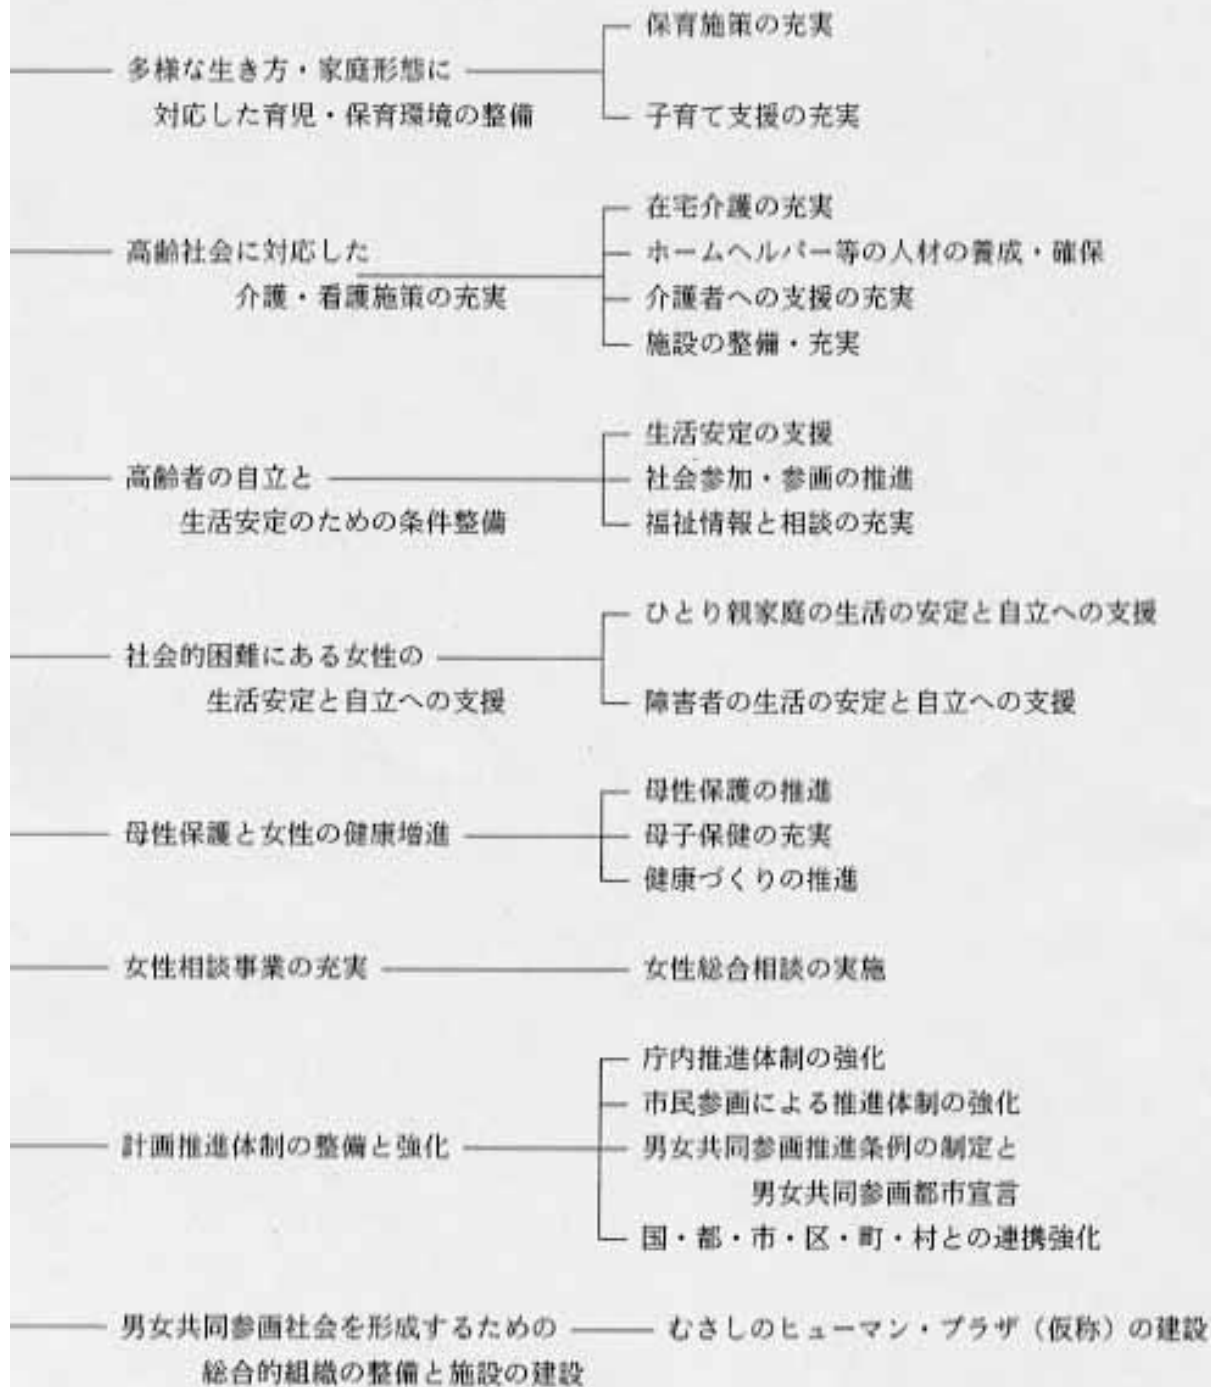 多様な生き方・家庭形態に
対応した育児・保育環境の整備
保育施策の充実
子育て支援の充実
高齢社会に対応した
介護・看護施策の充実
在宅介護の充実
ホームヘルパー等の人材の養成・確保
介護者への支援の充実
施設の整備・充実
高齢者の自立と
生活安定のための条件整備
生活安定の支援
社会参加・参画の推進
福祉情報と相談の充実
社会的困難にある女性の
生活安定と自立への支援
ひとり親家庭の生活の安定と自立への支援
障害者の生活の安定と自立への支援
母性保護と女性の健康増進
母性保護の推進
母子保健の充実
健康づくりの推進
女性相談事業の充実
女性総合相談の実施
計画推進体制の整備と強化
庁内推進体制の強化
市民参画による推進体制の強化
男女共同参画推進条例の制定と
男女共同参画都市宣言
国・都・市・区・町・村との連携強化
男女共同参画社会を形成するための
総合的組織の整備と施設の建設
むさしのヒューマン・プラザ（仮称）の建設